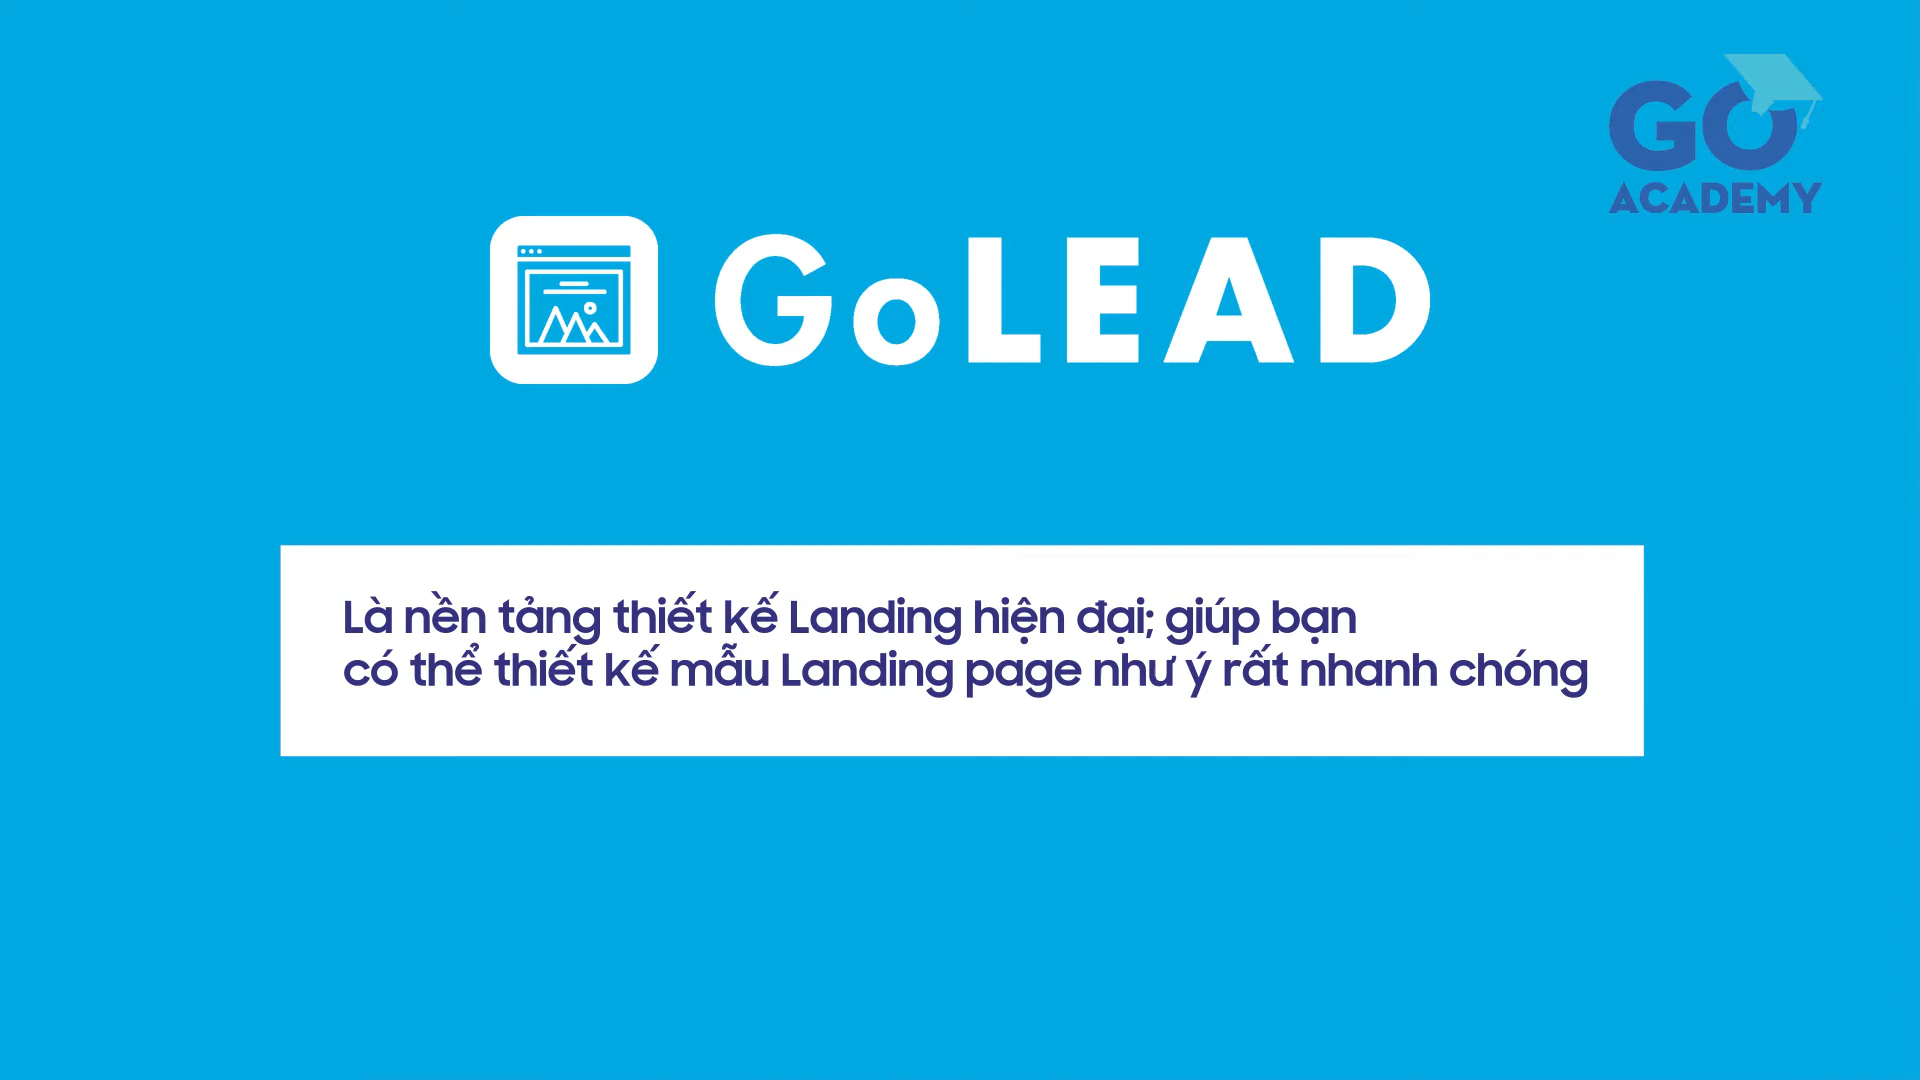 GO
ACADEMY
GoLEAD
Là nền tảng thiết kế Landing hiện đại; giúp bạn
có thể thiết kế mẫu Landing page như ý rất nhanh chóng